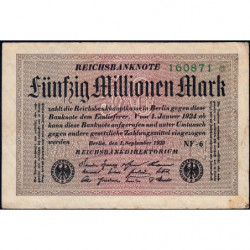 REICHSBANKNOTE
160871
Fünfzig Millionen Mark
zahlt die Reichsbankhauptkasse in Berlin gegen diese
Banknote dem Einlieferer. Vom 1. Januar 1924 ab
kann diese Banknote aufgerufen und unter Umtausch
gegen andere gesetzliche Zahlungsmittel eingezogen
werden
Berlin, den 1. September 1923
NF-6
REICHSBANKDIREKTORIUM